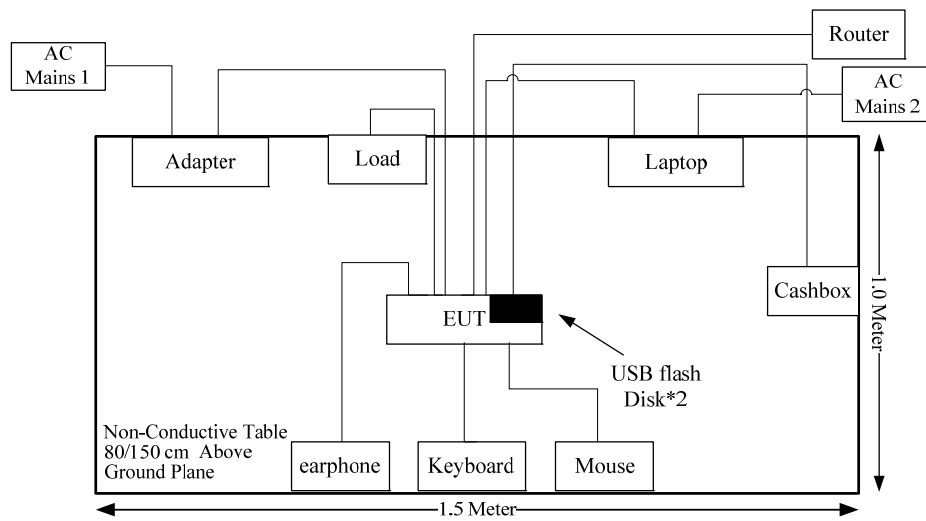 AC
Mains 1
Router
AC
Mains 2
Adapter
Load
Laptop
Cashbox
1.0 Meter
EUT
USB flash
Disk*2
Non-Conductive Table
80/150 cm Above
Ground Plane
earphone
Keyboard
Mouse
1.5 Meter